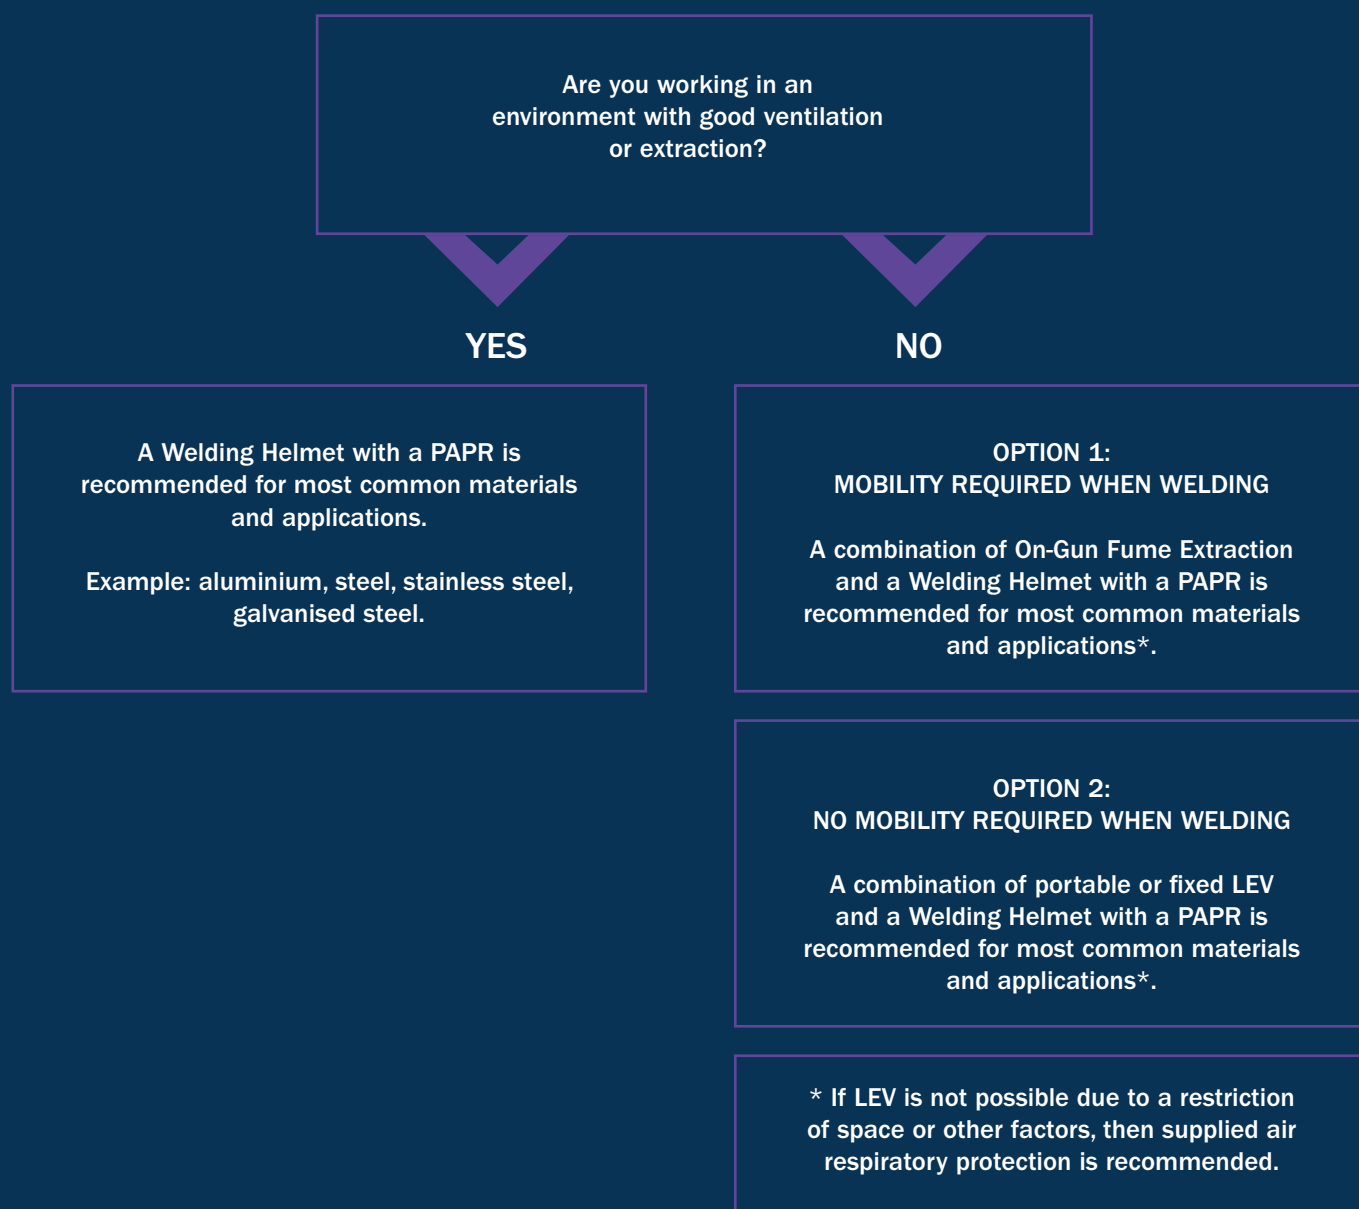 Are you working in an
environment with good ventilation
or extraction?
YES
A Welding Helmet with a PAPR is
recommended for most common materials
and applications.
Example: aluminium, steel, stainless steel,
galvanised steel.
NO
OPTION 1:
MOBILITY REQUIRED WHEN WELDING
A combination of On-Gun Fume Extraction
and a Welding Helmet with a PAPR is
recommended for most common materials
and applications*.
OPTION 2:
NO MOBILITY REQUIRED WHEN WELDING
A combination of portable or fixed LEV
and a Welding Helmet with a PAPR is
recommended for most common materials
and applications*.
* If LEV is not possible due to a restriction
of space or other factors, then supplied air
respiratory protection is recommended.